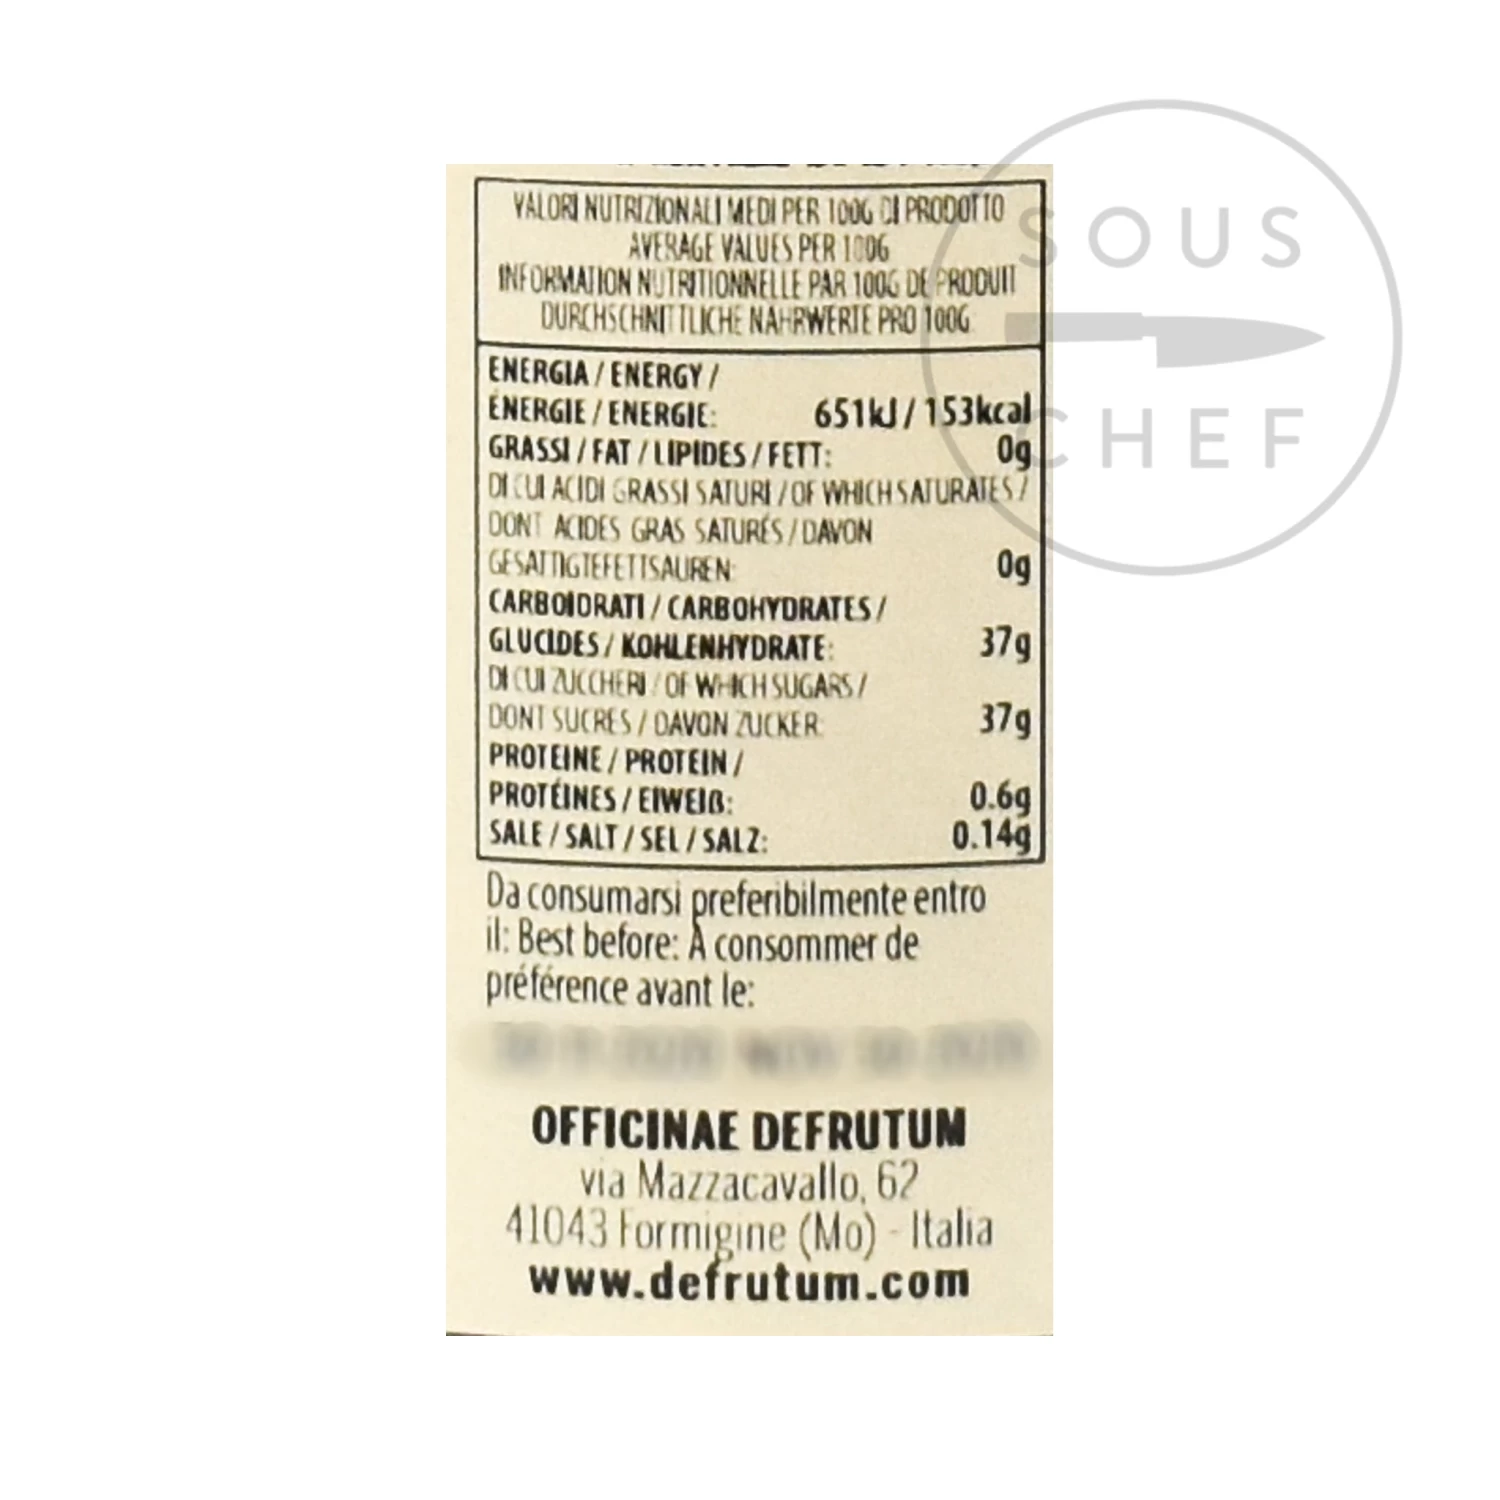 VALORI NUTRIZIONALI MEDI PER 100G DI PRODOTTO
AVERAGE VALUES PER 100G
INFORMATION NUTRITIONNELLE PAR 100G DE PRODUIT
DURCHSCHNITTLICHE NAHRWERTE PRO 100G
ENERGIA / ENERGY /
ÉNERGIE / ENERGIE: 651kJ / 153kcal
GRASSI / FAT / LIPIDES / FETT: 0g
DI CUI ACIDI GRASSI SATURI / OF WHICH SATURATES /
DONT ACIDES GRAS SATURÉS / DAVON
GESATTIGTEFETTSAUREN: 0g
CARBOIDRATI / CARBOHYDRATES /
GLUCIDES / KOHLENHYDRATE: 37g
DI CUI ZUCCHERI / OF WHICH SUGARS /
DONT SUCRES / DAVON ZUCKER: 37g
PROTEINE / PROTEIN /
PROTÉINES / EIWEIß: 0.6g
SALE / SALT / SEL / SALZ: 0.14g
Da consumarsi preferibilmente entro
il: Best before: À consommer de
préférence avant le:
OFFICINAE DEFRUTUM
via Mazzacavallo, 62
41043 Formigine (Mo) - Italia
www.defrutum.com
SOUS
CHEF